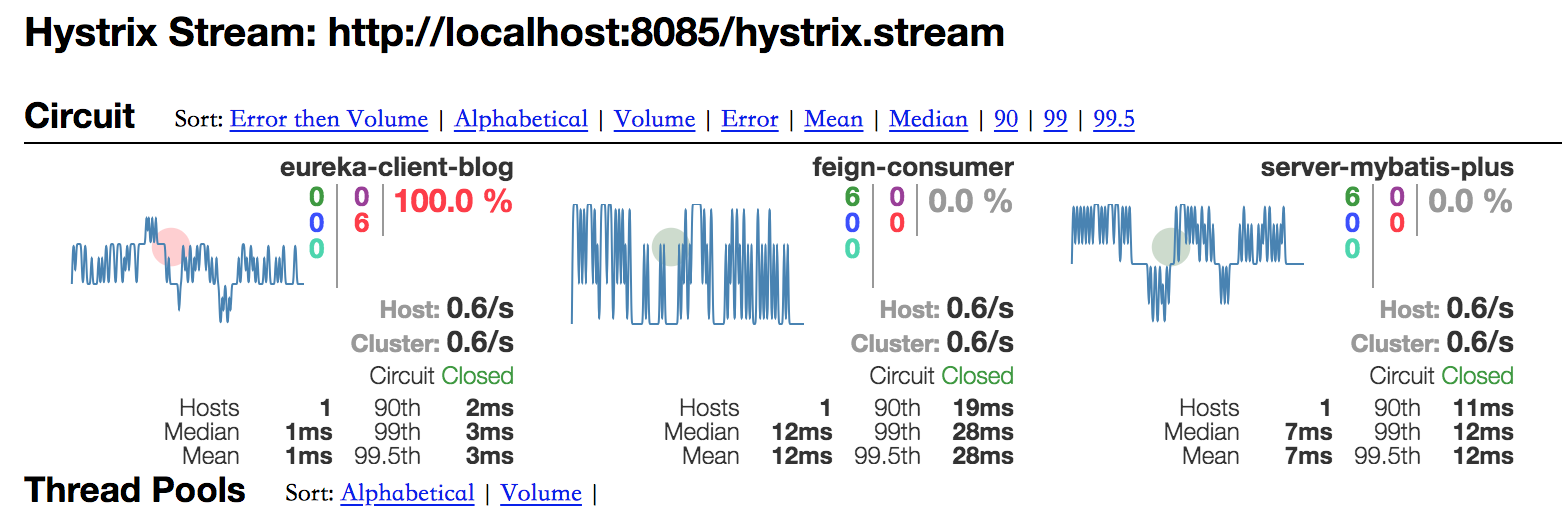 Hystrix Stream: http://localhost:8085/hystrix.stream
Circuit Sort: Error then Volume | Alphabetical | Volume | Error | Mean | Median | 90 | 99 | 99.5
eureka-client-blog
0 0 100.0 %
0 6
0
Host: 0.6/s
Cluster: 0.6/s
Circuit Closed
Hosts 1 90th 2ms
Median 1ms 99th 3ms
Mean 1ms 99.5th 3ms
feign-consumer
6 0 0.0 %
0 0
0
Host: 0.6/s
Cluster: 0.6/s
Circuit Closed
Hosts 1 90th 19ms
Median 12ms 99th 28ms
Mean 12ms 99.5th 28ms
server-mybatis-plus
6 0 0.0 %
0 0
0
Host: 0.6/s
Cluster: 0.6/s
Circuit Closed
Hosts 1 90th 11ms
Median 7ms 99th 12ms
Mean 7ms 99.5th 12ms
Thread Pools Sort: Alphabetical | Volume |